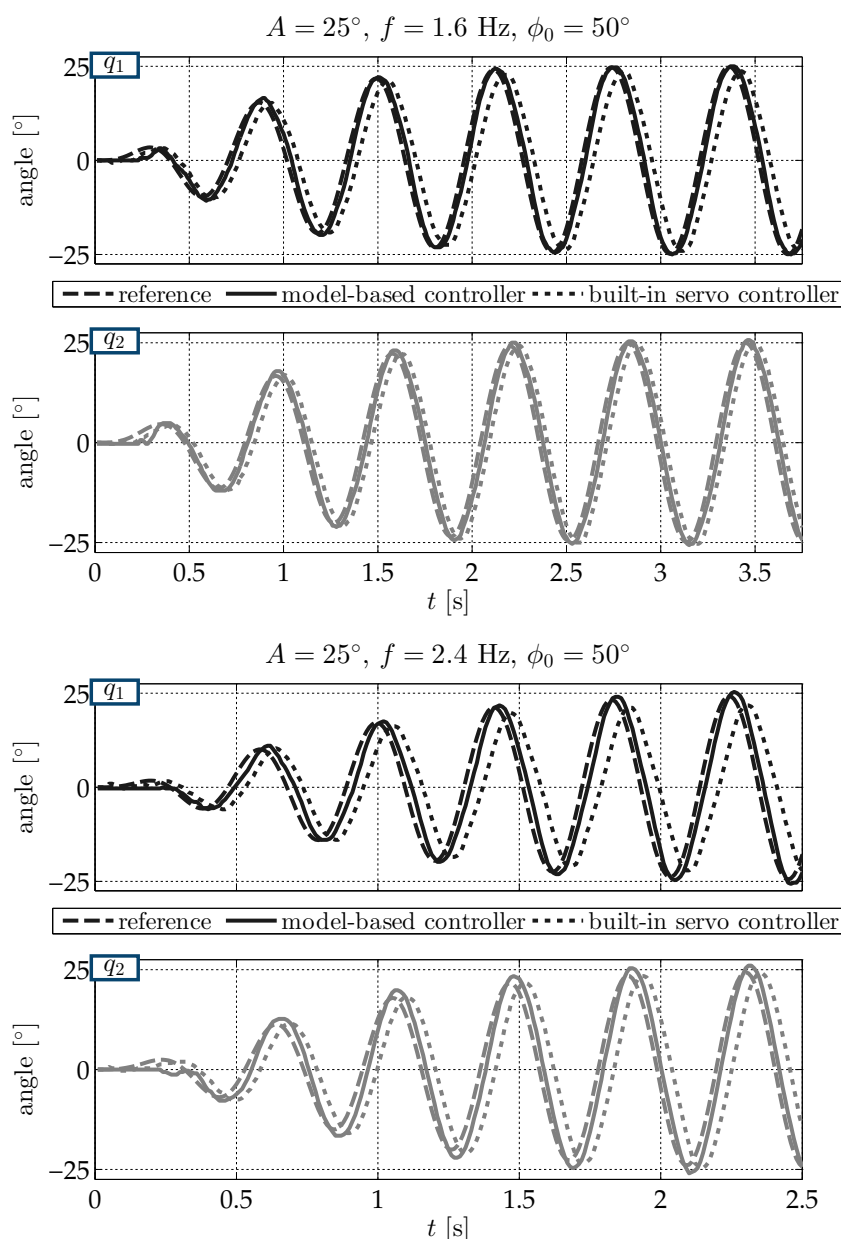 A = 25°, f = 1.6 Hz, ϕ₀ = 50°
q₁
25
0
−25
angle [°]
reference model-based controller built-in servo controller
q₂
25
0
−25
angle [°]
0 0.5 1 1.5 2 2.5 3 3.5
t [s]
A = 25°, f = 2.4 Hz, ϕ₀ = 50°
q₁
25
0
−25
angle [°]
reference model-based controller built-in servo controller
q₂
25
0
−25
angle [°]
0 0.5 1 1.5 2 2.5
t [s]